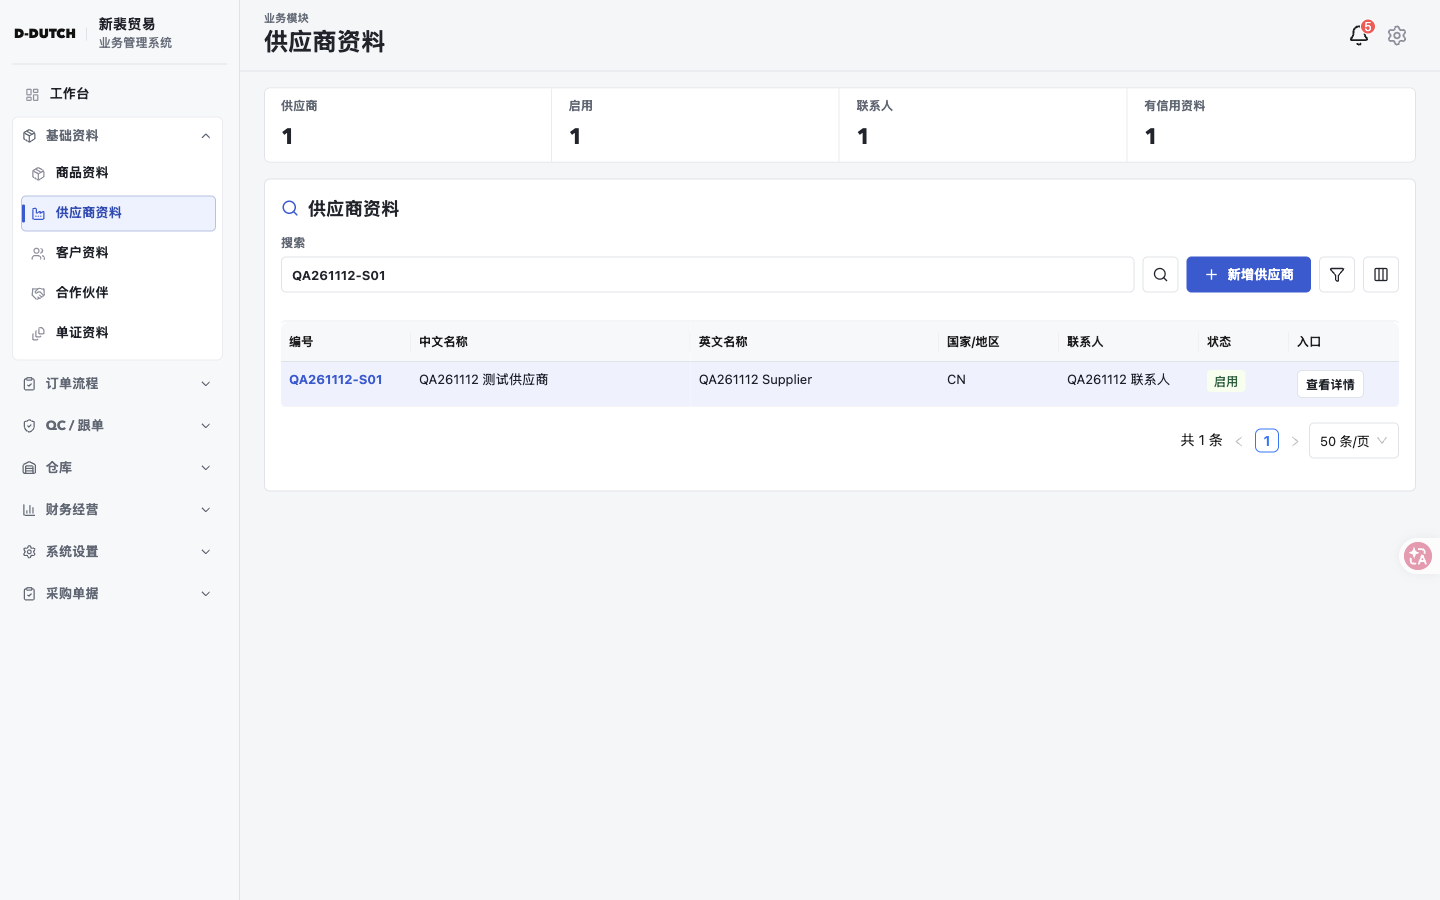 D-DUTCH
新裴贸易
业务管理系统
工作台
基础资料
商品资料
供应商资料
客户资料
合作伙伴
单证资料
订单流程
QC / 跟单
仓库
财务经营
系统设置
采购单据
业务模块
供应商资料
5
供应商
1
启用
1
联系人
1
有信用资料
1
供应商资料
搜索
QA261112-S01
新增供应商
编号 中文名称 英文名称 国家/地区 联系人 状态 入口
QA261112-S01 QA261112 测试供应商 QA261112 Supplier CN QA261112 联系人 启用 查看详情
共 1 条 1 50 条/页